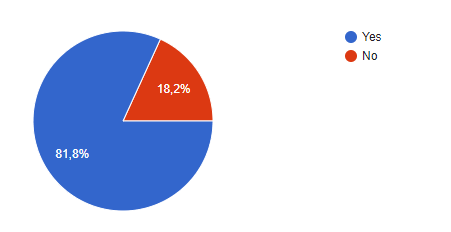 Yes
No
18,2%
81,8%